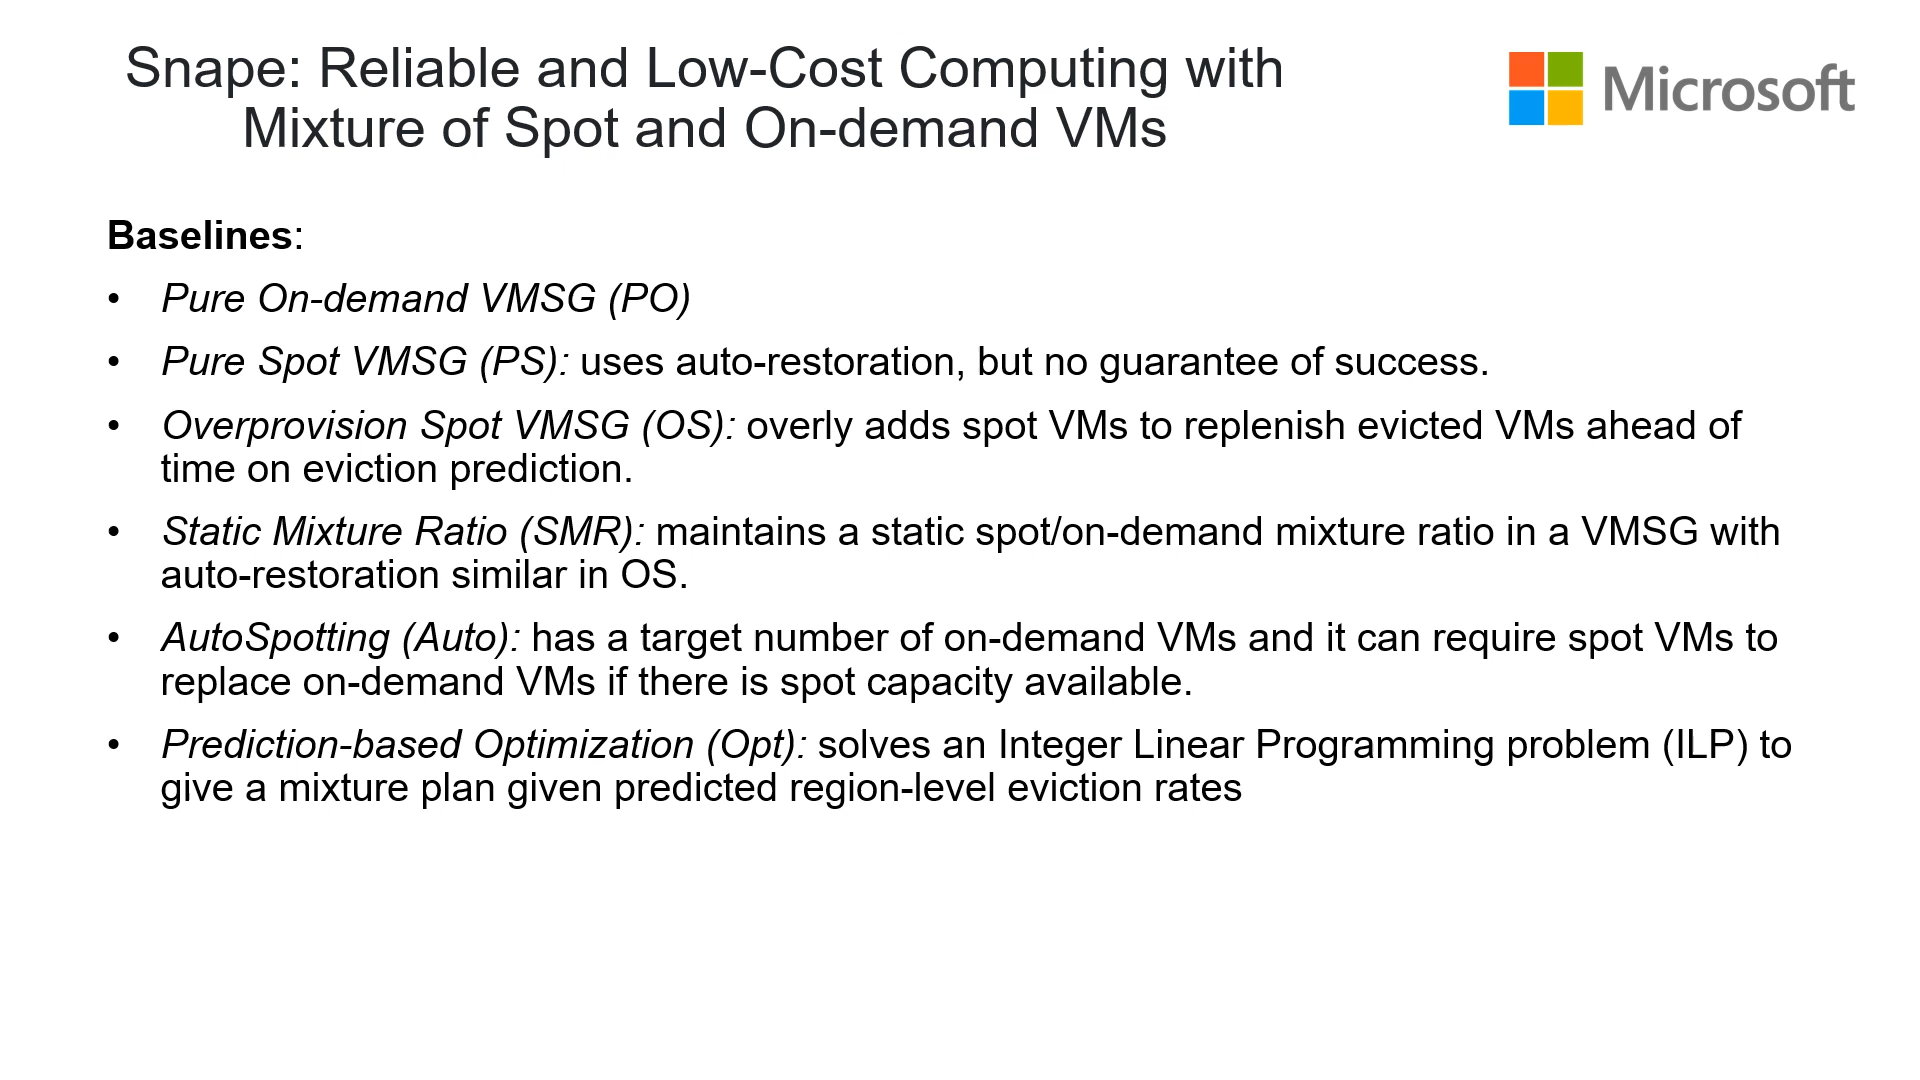 Snape: Reliable and Low-Cost Computing with
Mixture of Spot and On-demand VMs
Microsoft
Baselines:
• Pure On-demand VMSG (PO)
• Pure Spot VMSG (PS): uses auto-restoration, but no guarantee of success.
• Overprovision Spot VMSG (OS): overly adds spot VMs to replenish evicted VMs ahead of
time on eviction prediction.
• Static Mixture Ratio (SMR): maintains a static spot/on-demand mixture ratio in a VMSG with
auto-restoration similar in OS.
• AutoSpotting (Auto): has a target number of on-demand VMs and it can require spot VMs to
replace on-demand VMs if there is spot capacity available.
• Prediction-based Optimization (Opt): solves an Integer Linear Programming problem (ILP) to
give a mixture plan given predicted region-level eviction rates